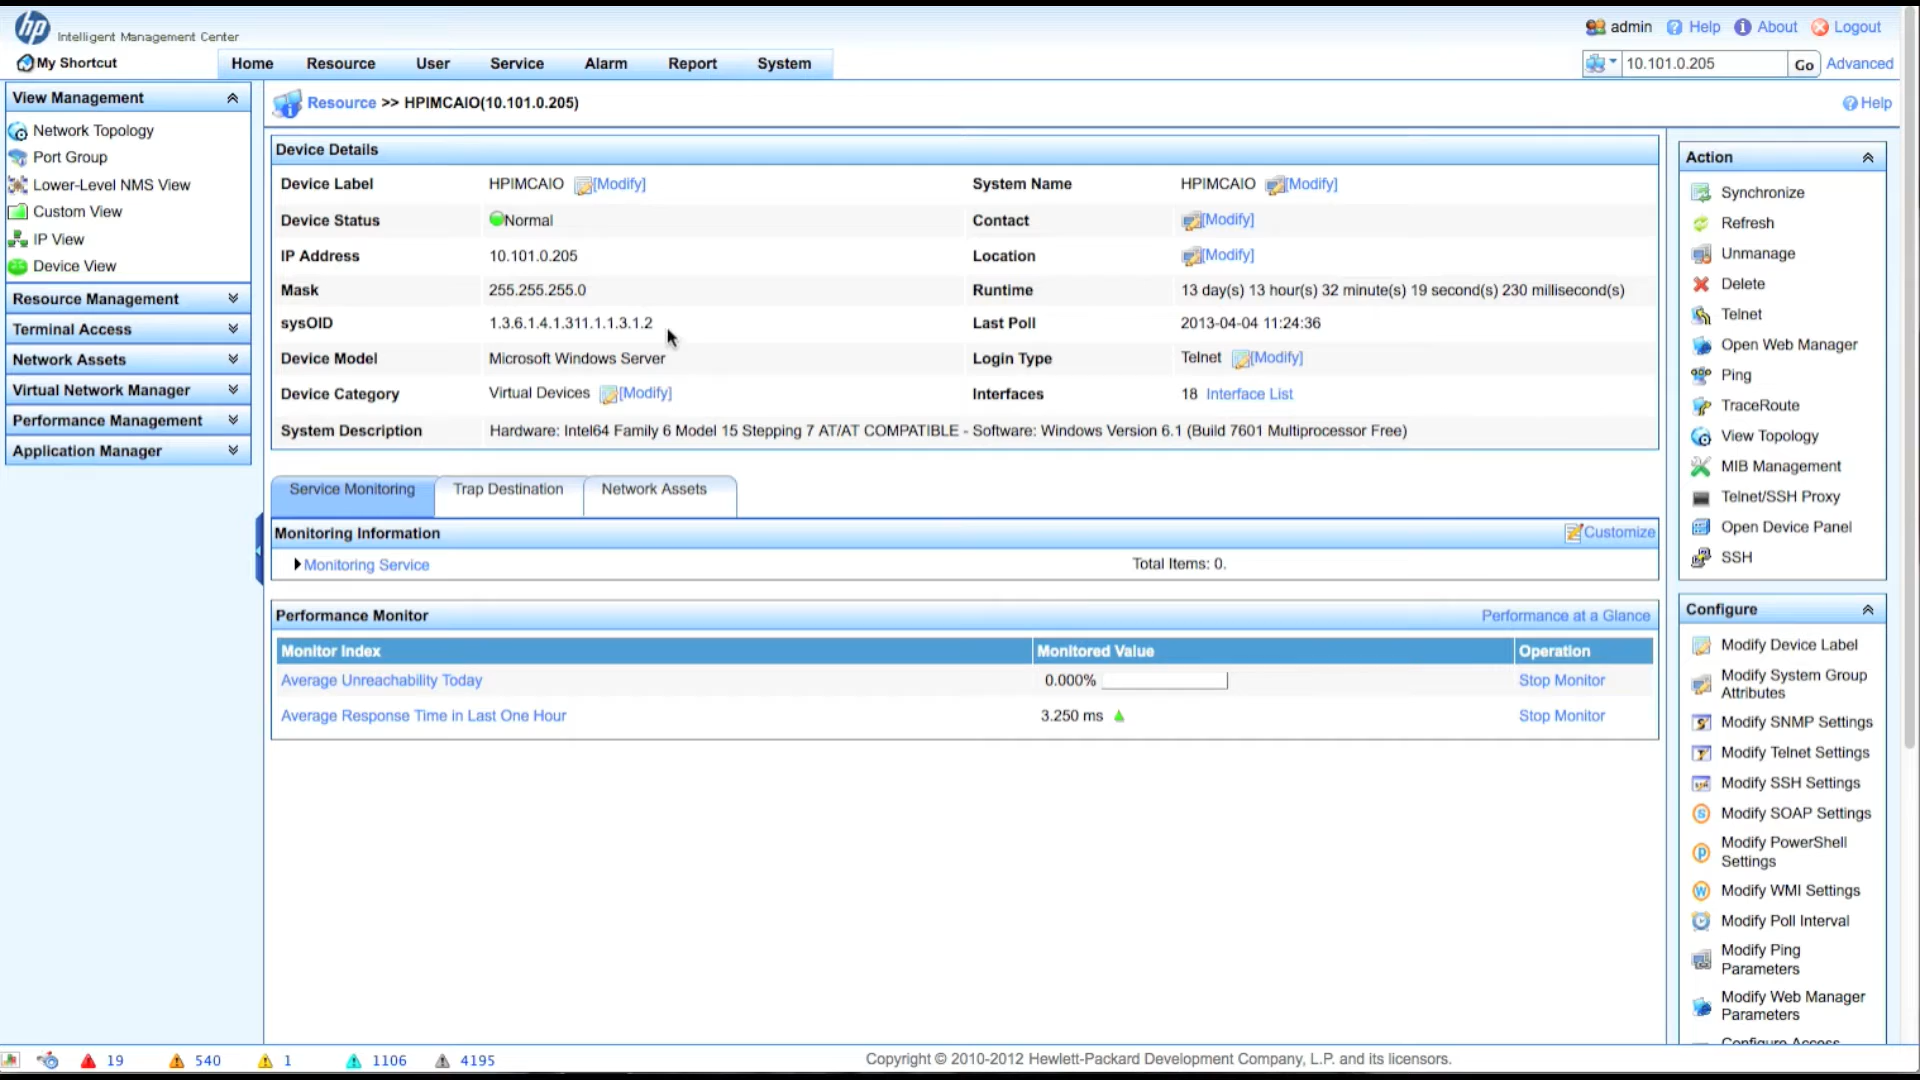 hp Intelligent Management Center
admin Help About Logout
My Shortcut
Home Resource User Service Alarm Report System
10.101.0.205 Go Advanced
View Management
Network Topology
Port Group
Lower-Level NMS View
Custom View
IP View
Device View
Resource Management
Terminal Access
Network Assets
Virtual Network Manager
Performance Management
Application Manager
Resource >> HPIMCAIO(10.101.0.205)
Help
Device Details
Device Label HPIMCAIO [Modify] System Name HPIMCAIO [Modify]
Device Status Normal Contact [Modify]
IP Address 10.101.0.205 Location [Modify]
Mask 255.255.255.0 Runtime 13 day(s) 13 hour(s) 32 minute(s) 19 second(s) 230 millisecond(s)
sysOID 1.3.6.1.4.1.311.1.1.3.1.2 Last Poll 2013-04-04 11:24:36
Device Model Microsoft Windows Server Login Type Telnet [Modify]
Device Category Virtual Devices [Modify] Interfaces 18 Interface List
System Description Hardware: Intel64 Family 6 Model 15 Stepping 7 AT/AT COMPATIBLE - Software: Windows Version 6.1 (Build 7601 Multiprocessor Free)
Service Monitoring Trap Destination Network Assets
Monitoring Information Customize
Monitoring Service Total Items: 0.
Performance Monitor Performance at a Glance
Monitor Index Monitored Value Operation
Average Unreachability Today 0.000% Stop Monitor
Average Response Time in Last One Hour 3.250 ms Stop Monitor
Action
Synchronize
Refresh
Unmanage
Delete
Telnet
Open Web Manager
Ping
TraceRoute
View Topology
MIB Management
Telnet/SSH Proxy
Open Device Panel
SSH
Configure
Modify Device Label
Modify System Group
Attributes
Modify SNMP Settings
Modify Telnet Settings
Modify SSH Settings
Modify SOAP Settings
Modify PowerShell
Settings
Modify WMI Settings
Modify Poll Interval
Modify Ping
Parameters
Modify Web Manager
Parameters
Configure Access
19 540 1 1106 4195
Copyright © 2010-2012 Hewlett-Packard Development Company, L.P. and its licensors.